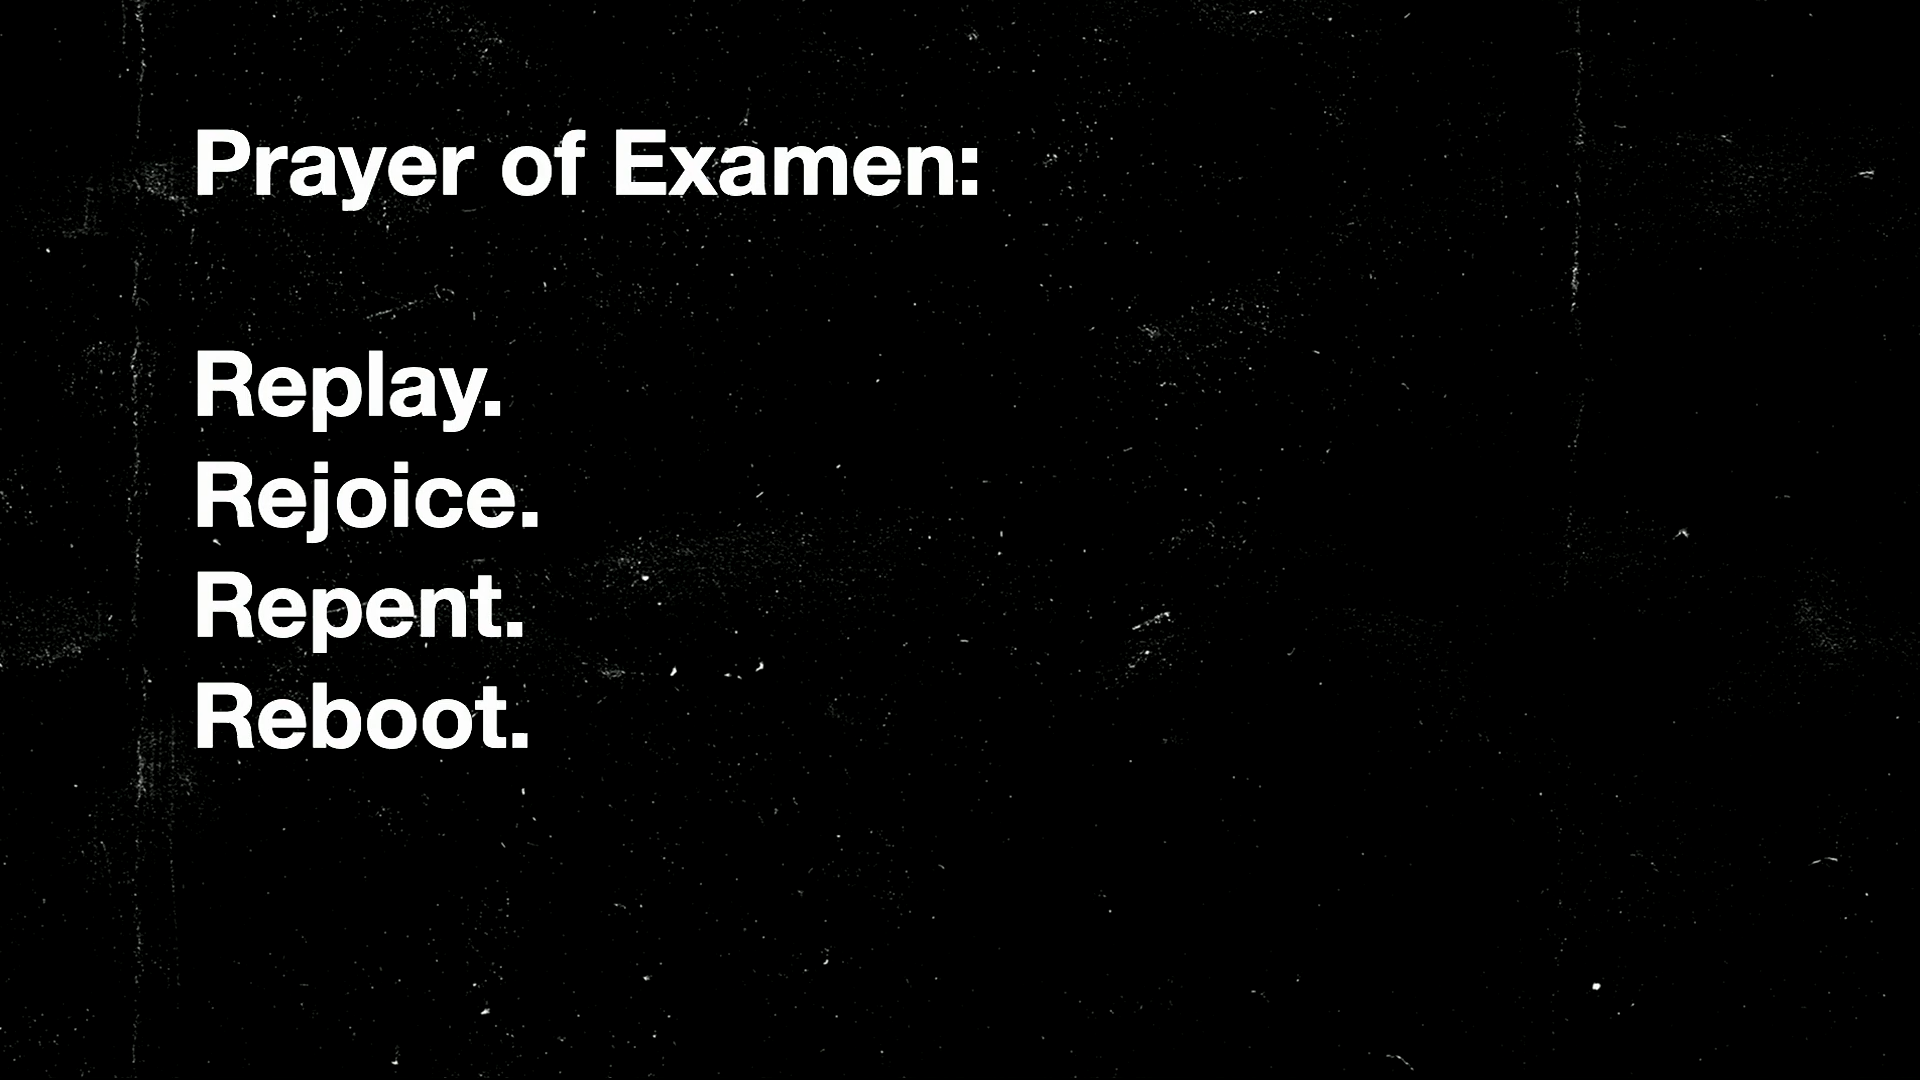 Prayer of Examen:
Replay.
Rejoice.
Repent.
Reboot.